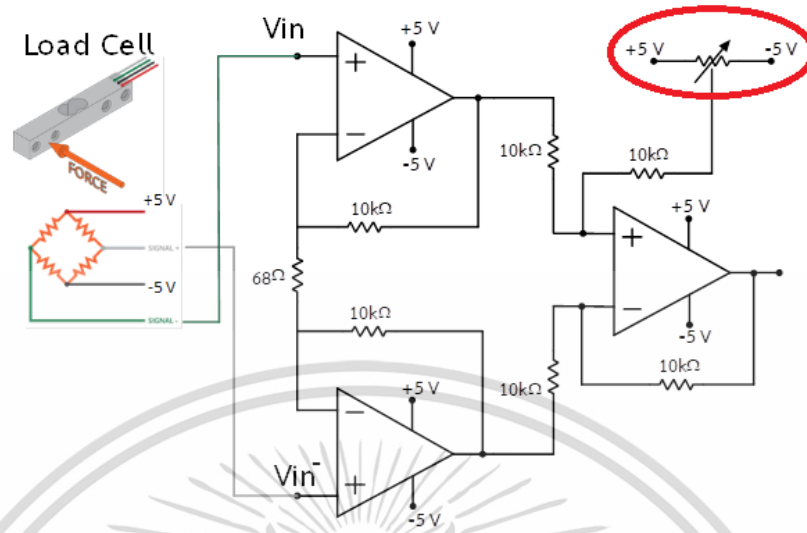 Load Cell
FORCE
+5 V
SIGNAL +
-5 V
SIGNAL -
Vin
+5 V
-5 V
10kΩ
68Ω
10kΩ
+5 V
-5 V
Vin-
10kΩ
10kΩ
+5 V
-5 V
10kΩ
+5 V
-5 V
10kΩ